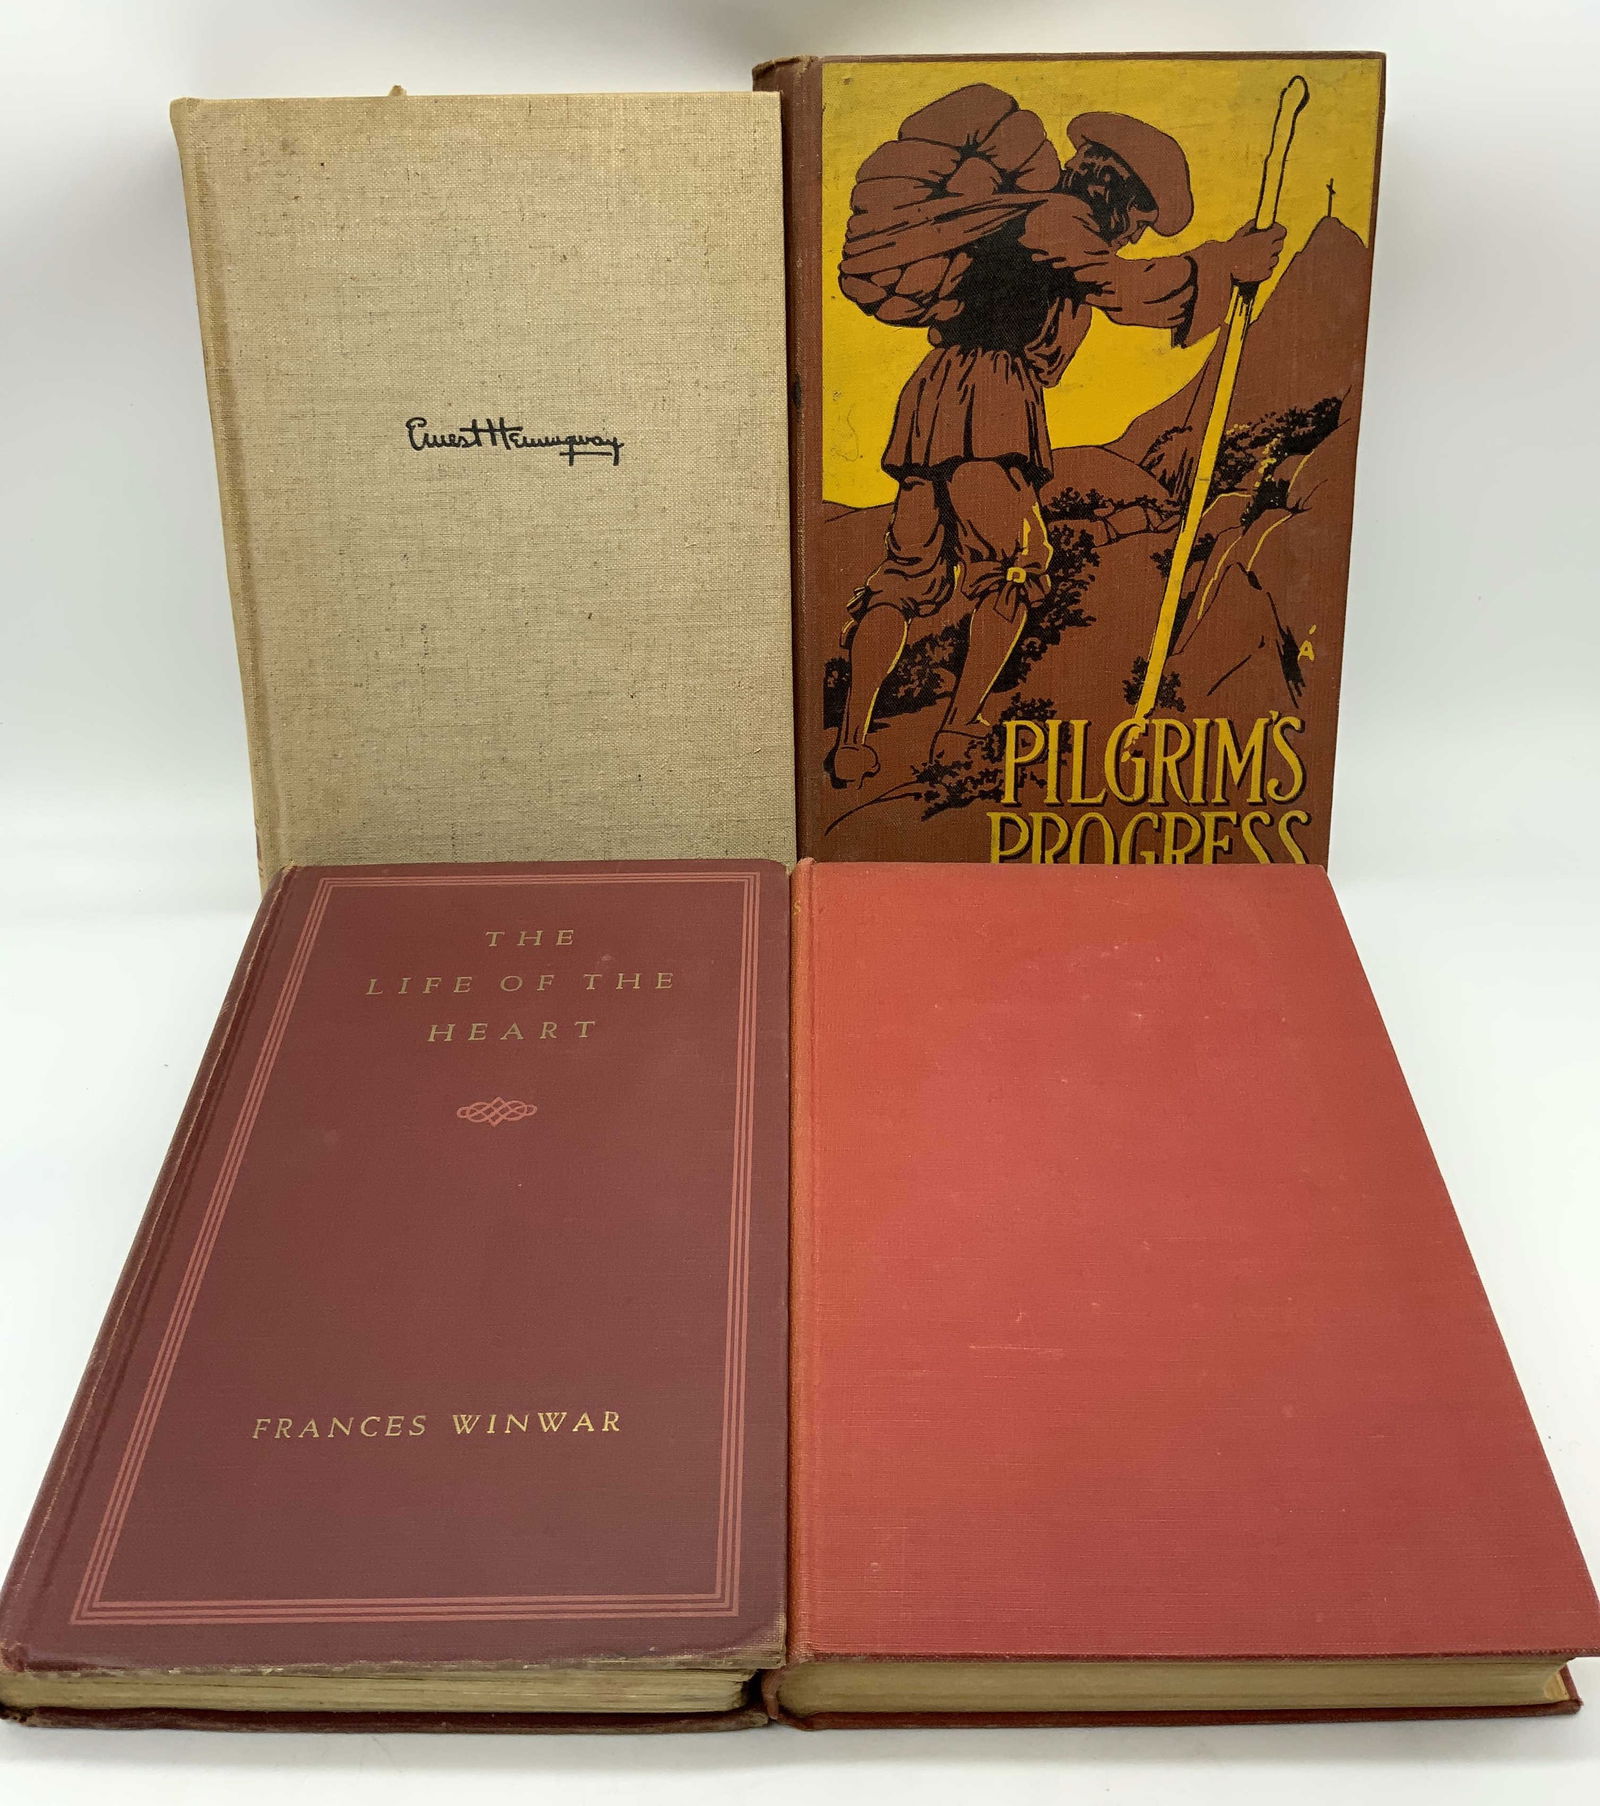 Ernest Hemingway
PILGRIM'S
PROGRESS
THE
LIFE OF THE
HEART
FRANCES WINWAR